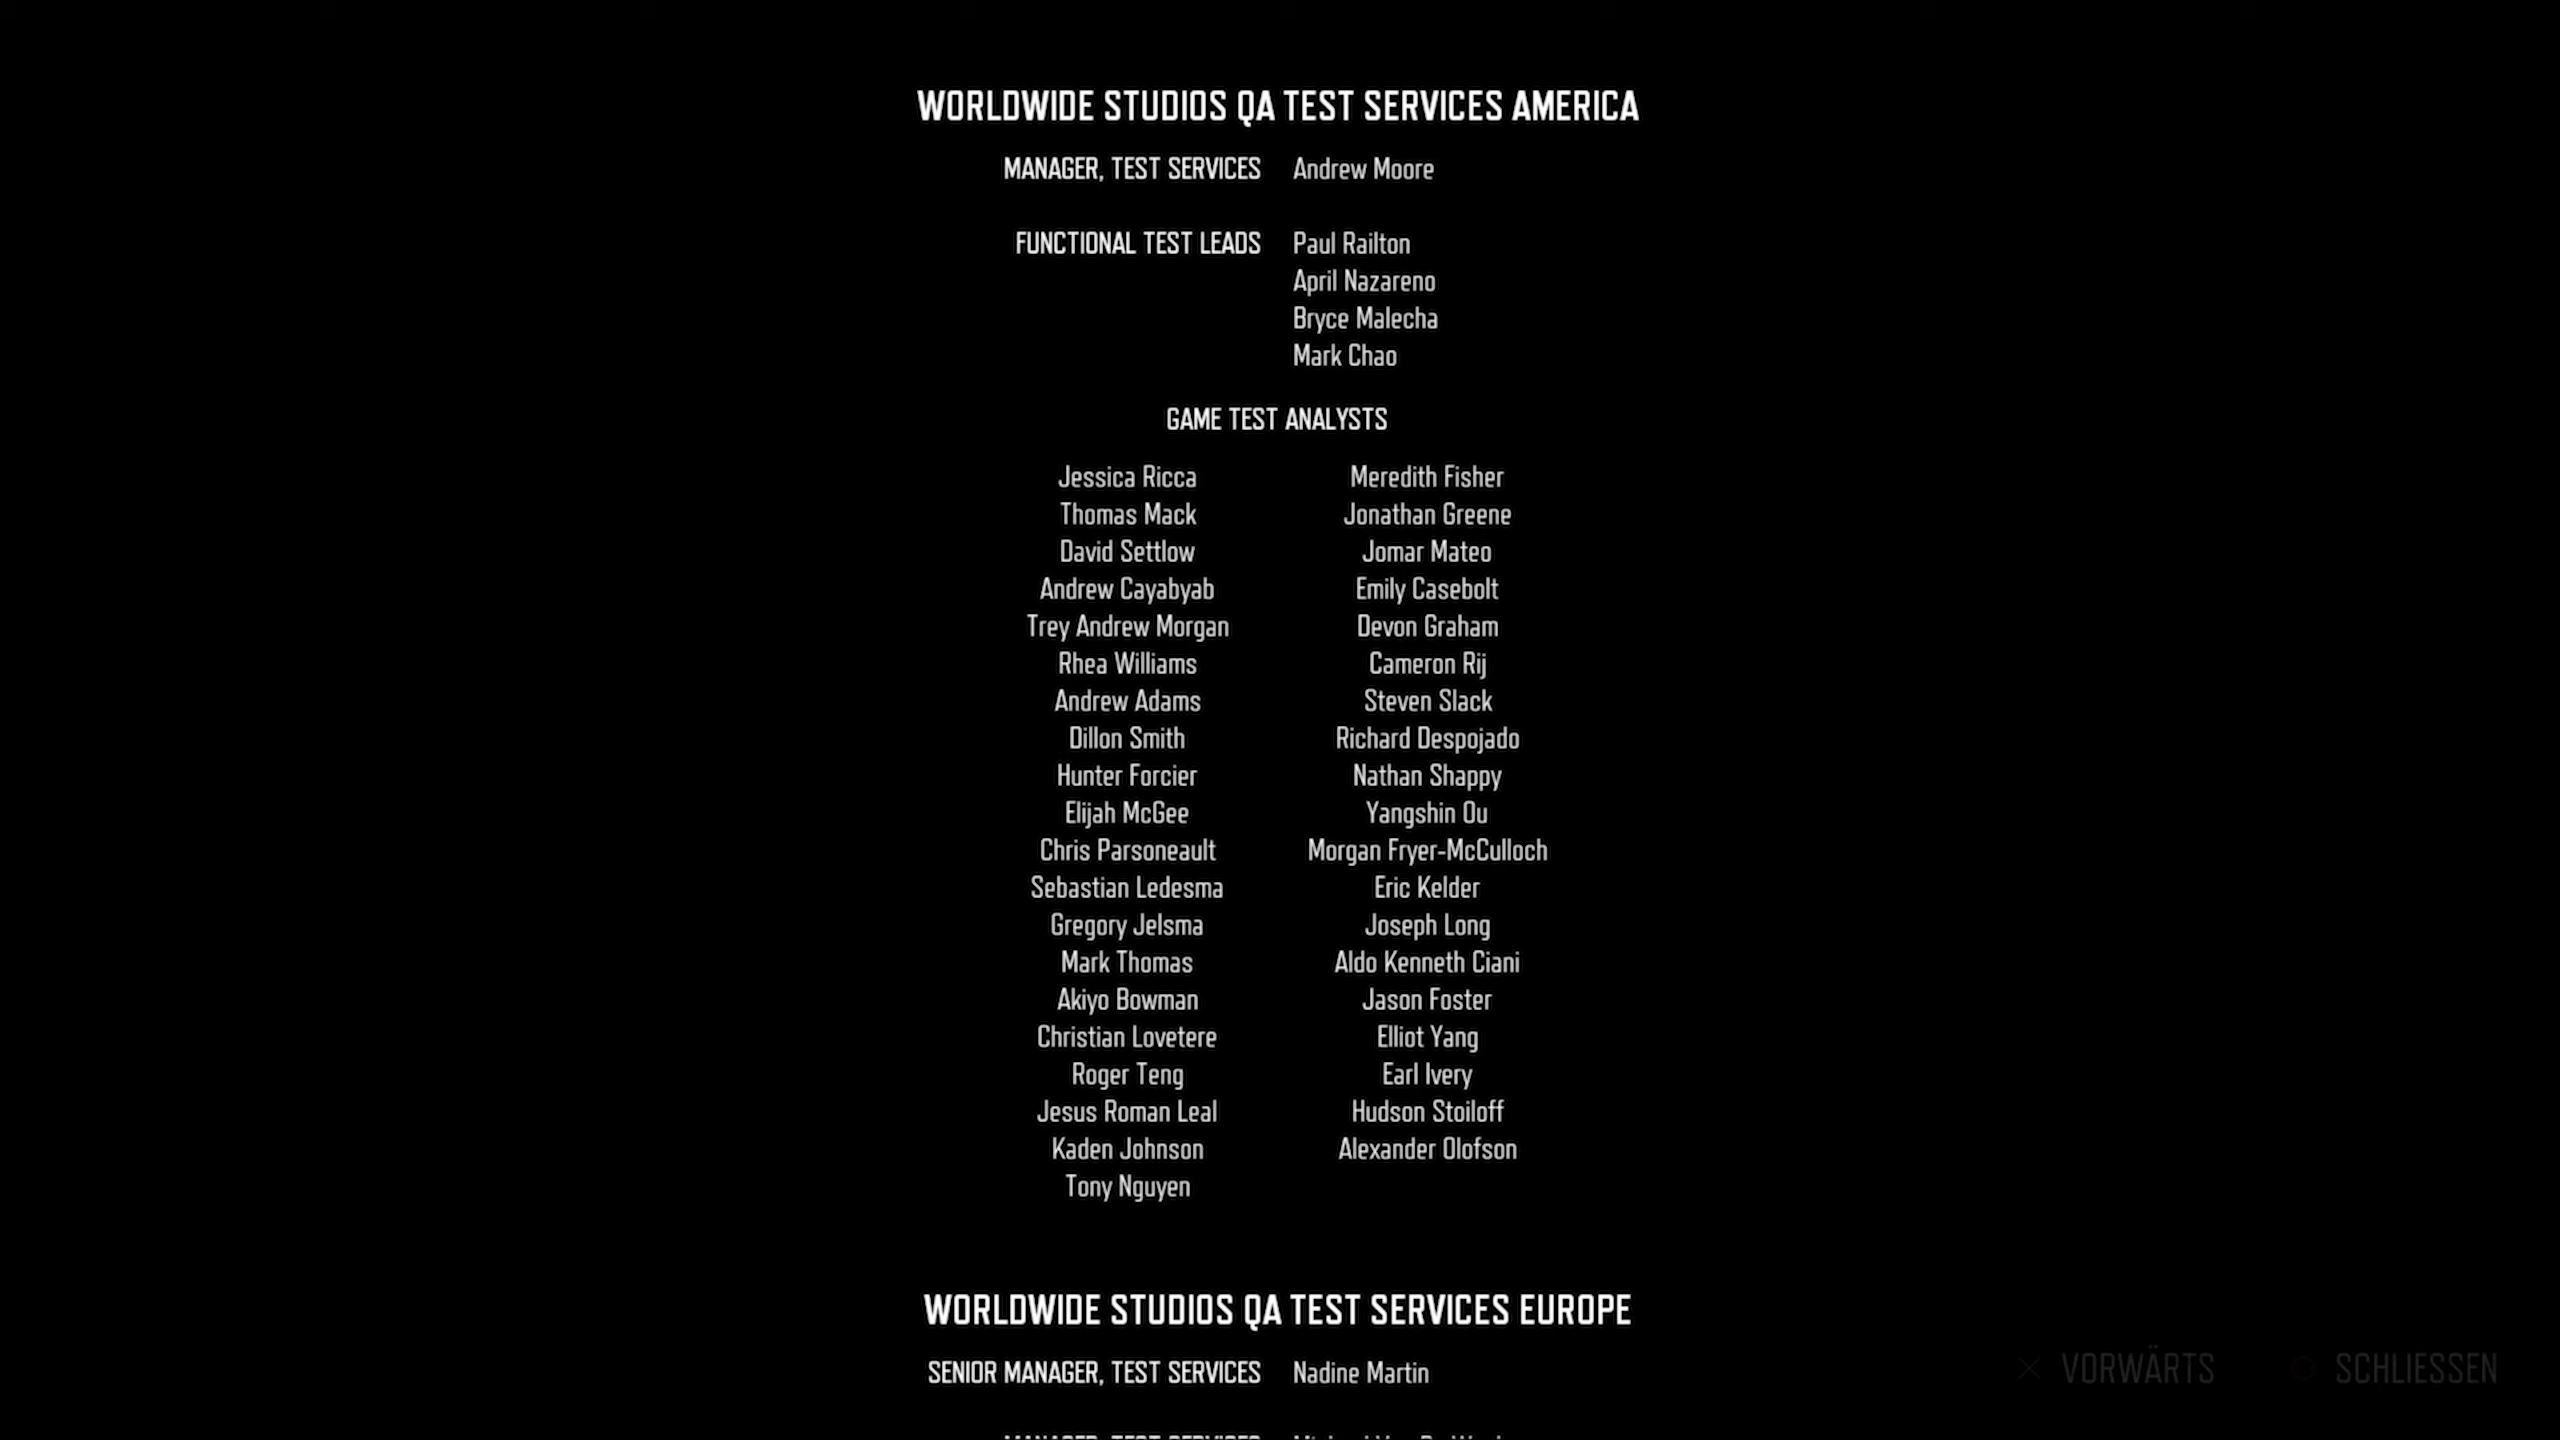 WORLDWIDE STUDIOS QA TEST SERVICES AMERICA
MANAGER, TEST SERVICES Andrew Moore
FUNCTIONAL TEST LEADS Paul Railton
April Nazareno
Bryce Malecha
Mark Chao
GAME TEST ANALYSTS
Jessica Ricca Meredith Fisher
Thomas Mack Jonathan Greene
David Settlow Jomar Mateo
Andrew Cayabyab Emily Casebolt
Trey Andrew Morgan Devon Graham
Rhea Williams Cameron Rij
Andrew Adams Steven Slack
Dillon Smith Richard Despojado
Hunter Forcier Nathan Shappy
Elijah McGee Yangshin Ou
Chris Parsoneault Morgan Fryer-McCulloch
Sebastian Ledesma Eric Kelder
Gregory Jelsma Joseph Long
Mark Thomas Aldo Kenneth Ciani
Akiyo Bowman Jason Foster
Christian Lovetere Elliot Yang
Roger Teng Earl Ivery
Jesus Roman Leal Hudson Stoiloff
Kaden Johnson Alexander Olofson
Tony Nguyen
WORLDWIDE STUDIOS QA TEST SERVICES EUROPE
SENIOR MANAGER, TEST SERVICES Nadine Martin
VORWÄRTS SCHLIESSEN
MANAGER, TEST SERVICES